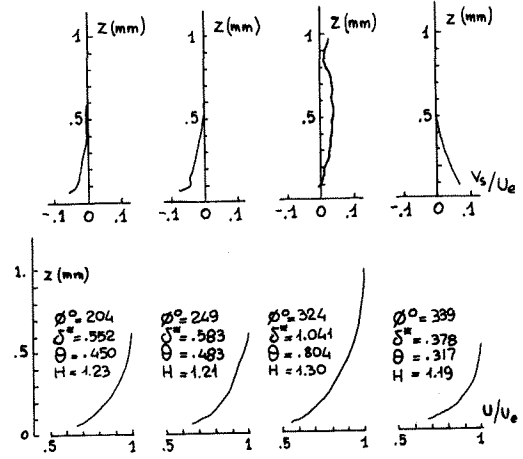 z (mm)
z (mm)
z (mm)
z (mm)
1
1
1
1
.5
.5
.5
.5
Vs/Ue
-.1 0 .1
-.1 0 .1
-.1 0 .1
-.1 0 .1
1.
z (mm)
.5
0
φ°=204
δ*=.552
θ=.450
H=1.23
φ°=249
δ*=.583
θ=.483
H=1.21
φ°=324
δ*=1.041
θ=.804
H=1.30
φ°=339
δ*=.378
θ=.317
H=1.19
U/Ue
.5 1
.5 1
.5 1
.5 1